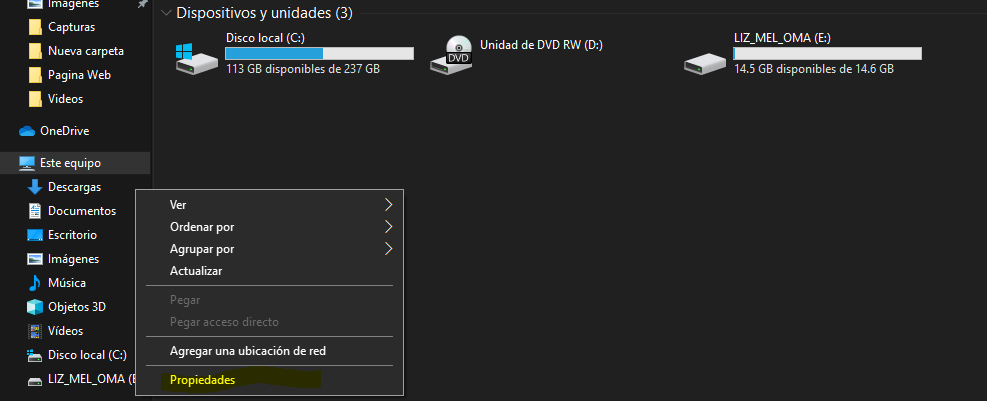 Imágenes
Capturas
Nueva carpeta
Pagina Web
Videos
OneDrive
Este equipo
Descargas
Documentos
Escritorio
Imágenes
Música
Objetos 3D
Vídeos
Disco local (C:)
LIZ_MEL_OMA (E
Dispositivos y unidades (3)
Disco local (C:)
113 GB disponibles de 237 GB
Unidad de DVD RW (D:)
DVD
LIZ_MEL_OMA (E:)
14.5 GB disponibles de 14.6 GB
Ver
Ordenar por
Agrupar por
Actualizar
Pegar
Pegar acceso directo
Agregar una ubicación de red
Propiedades